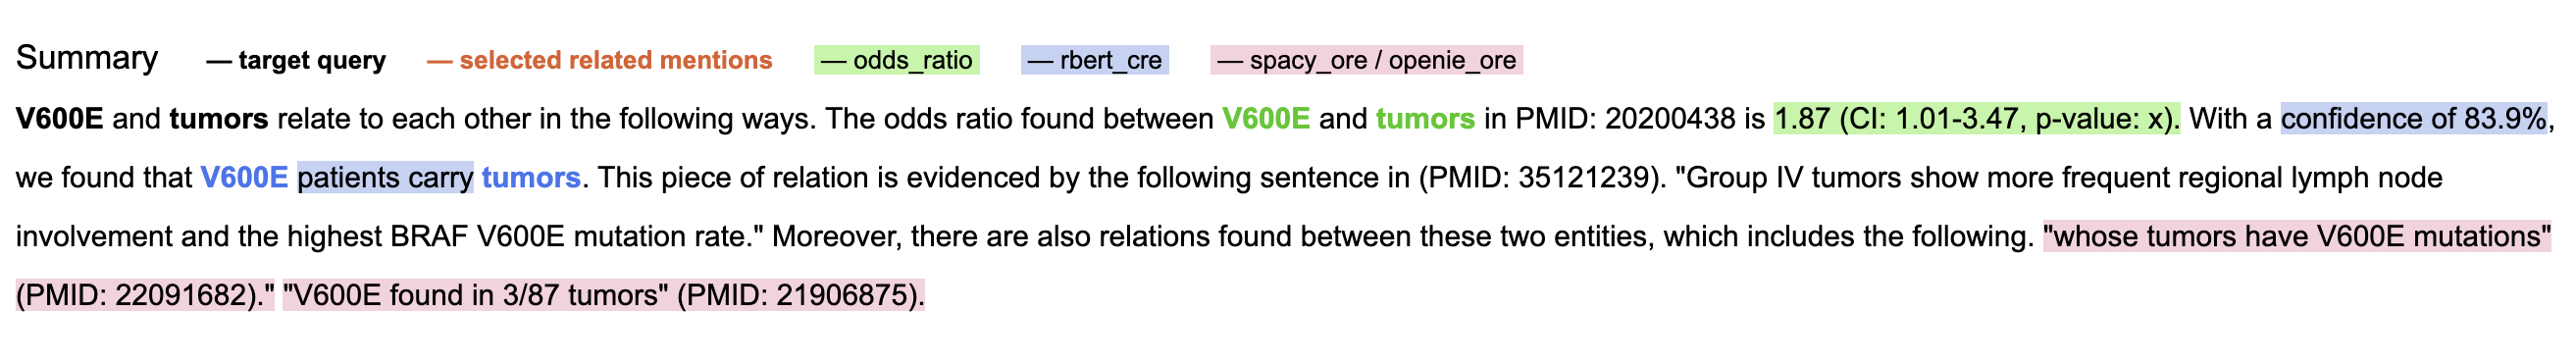 Summary — target query — selected related mentions — odds_ratio — rbert_cre — spacy_ore / openie_ore
V600E and tumors relate to each other in the following ways. The odds ratio found between V600E and tumors in PMID: 20200438 is 1.87 (CI: 1.01-3.47, p-value: x). With a confidence of 83.9%,
we found that V600E patients carry tumors. This piece of relation is evidenced by the following sentence in (PMID: 35121239). "Group IV tumors show more frequent regional lymph node
involvement and the highest BRAF V600E mutation rate." Moreover, there are also relations found between these two entities, which includes the following. "whose tumors have V600E mutations"
(PMID: 22091682)." "V600E found in 3/87 tumors" (PMID: 21906875).